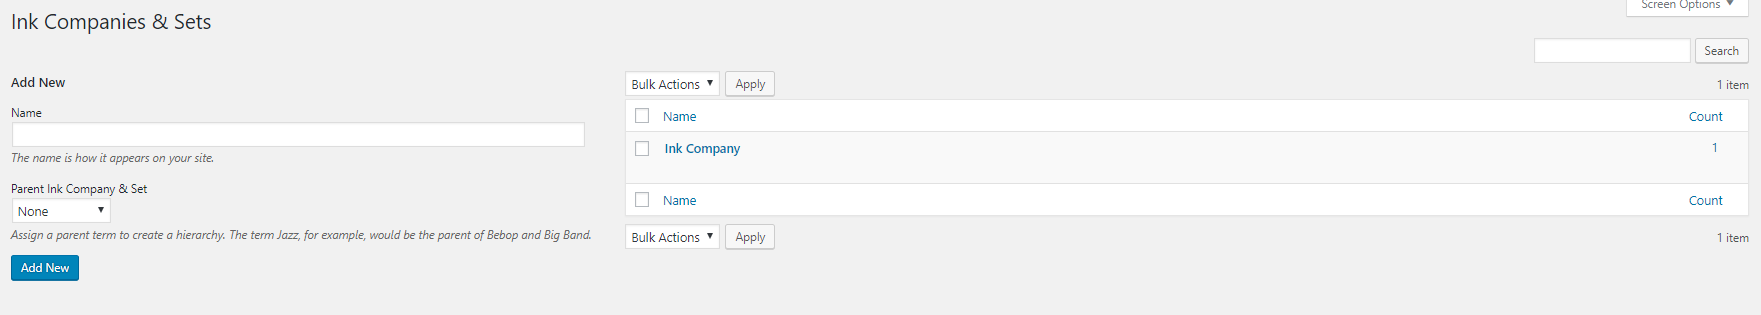 Ink Companies & Sets
Screen Options
Search
Add New
Name
The name is how it appears on your site.
Parent Ink Company & Set
None
Assign a parent term to create a hierarchy. The term Jazz, for example, would be the parent of Bebop and Big Band.
Add New
Bulk Actions Apply 1 item
Name Count
Ink Company 1
Name Count
Bulk Actions Apply 1 item